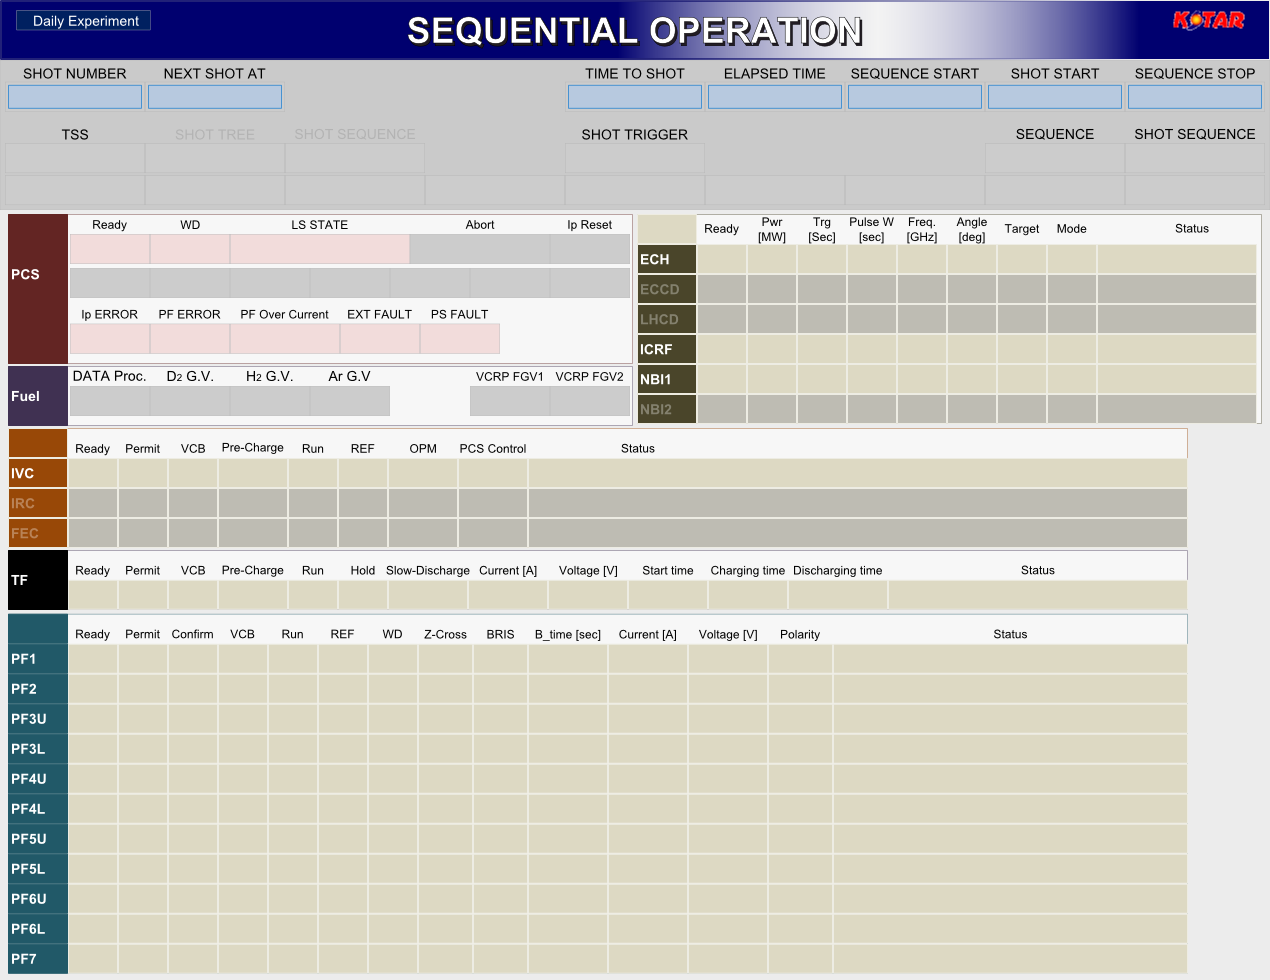 Daily Experiment
SEQUENTIAL OPERATION
KSTAR
SHOT NUMBER NEXT SHOT AT TIME TO SHOT ELAPSED TIME SEQUENCE START SHOT START SEQUENCE STOP
TSS SHOT TREE SHOT SEQUENCE SHOT TRIGGER SEQUENCE SHOT SEQUENCE
PCS
Ready WD LS STATE Abort Ip Reset
Ip ERROR PF ERROR PF Over Current EXT FAULT PS FAULT
Fuel
DATA Proc. D2 G.V. H2 G.V. Ar G.V VCRP FGV1 VCRP FGV2
Ready Pwr [MW] Trg [Sec] Pulse W [sec] Freq. [GHz] Angle [deg] Target Mode Status
ECH
ECCD
LHCD
ICRF
NBI1
NBI2
Ready Permit VCB Pre-Charge Run REF OPM PCS Control Status
IVC
IRC
FEC
TF
Ready Permit VCB Pre-Charge Run Hold Slow-Discharge Current [A] Voltage [V] Start time Charging time Discharging time Status
Ready Permit Confirm VCB Run REF WD Z-Cross BRIS B_time [sec] Current [A] Voltage [V] Polarity Status
PF1
PF2
PF3U
PF3L
PF4U
PF4L
PF5U
PF5L
PF6U
PF6L
PF7